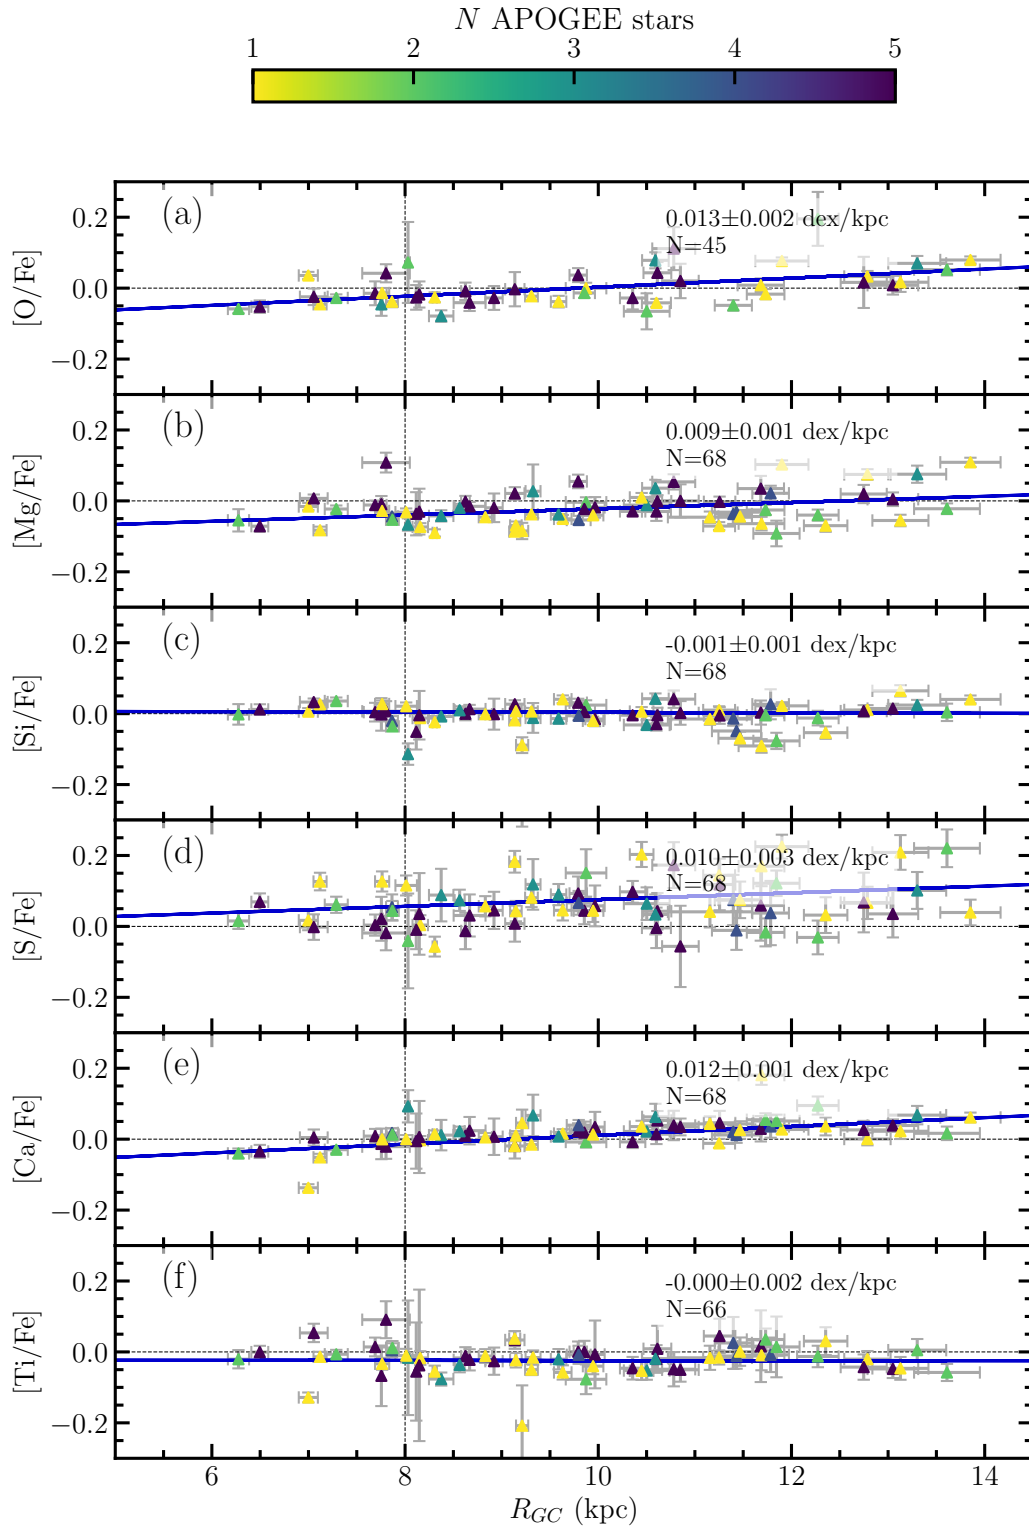 N APOGEE stars
1 2 3 4 5
(a)
0.013±0.002 dex/kpc
N=45
[O/Fe]
0.2
0.0
−0.2
(b)
0.009±0.001 dex/kpc
N=68
[Mg/Fe]
0.2
0.0
−0.2
(c)
-0.001±0.001 dex/kpc
N=68
[Si/Fe]
0.2
0.0
−0.2
(d)
0.010±0.003 dex/kpc
N=68
[S/Fe]
0.2
0.0
−0.2
(e)
0.012±0.001 dex/kpc
N=68
[Ca/Fe]
0.2
0.0
−0.2
(f)
-0.000±0.002 dex/kpc
N=66
[Ti/Fe]
0.2
0.0
−0.2
6 8 10 12 14
R_{GC} (kpc)